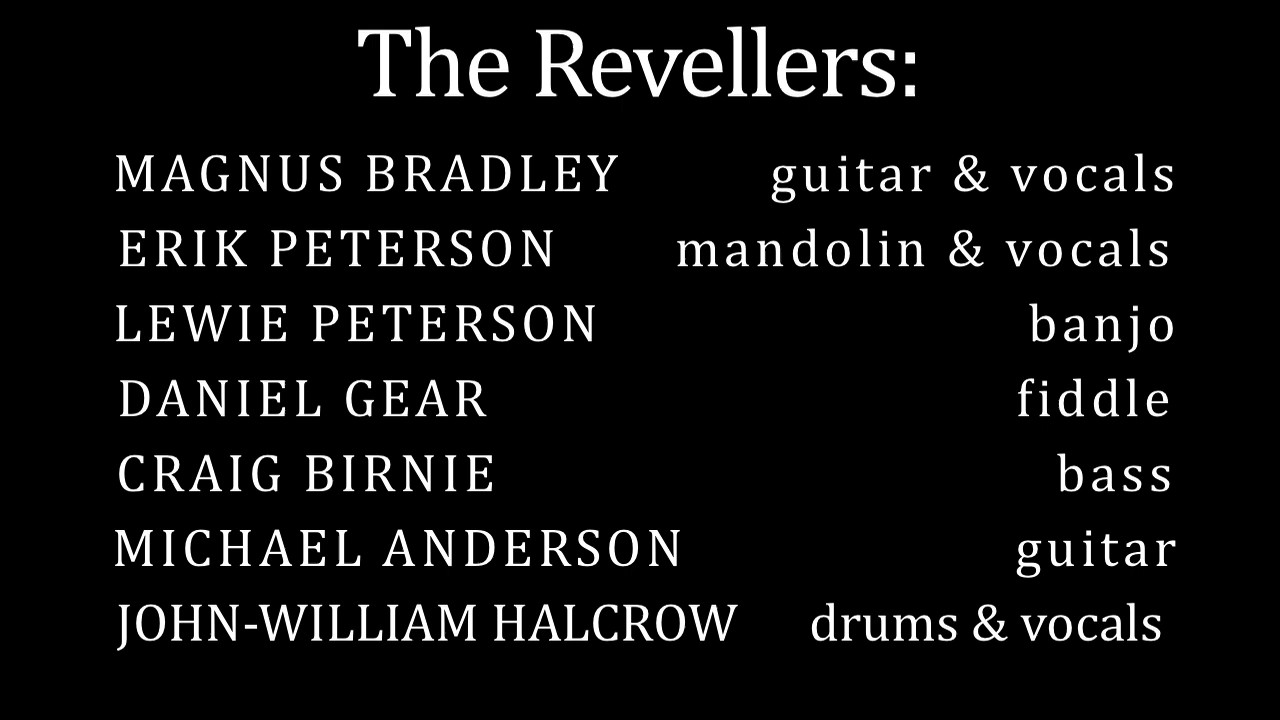 The Revellers:
MAGNUS BRADLEY guitar & vocals
ERIK PETERSON mandolin & vocals
LEWIE PETERSON banjo
DANIEL GEAR fiddle
CRAIG BIRNIE bass
MICHAEL ANDERSON guitar
JOHN-WILLIAM HALCROW drums & vocals